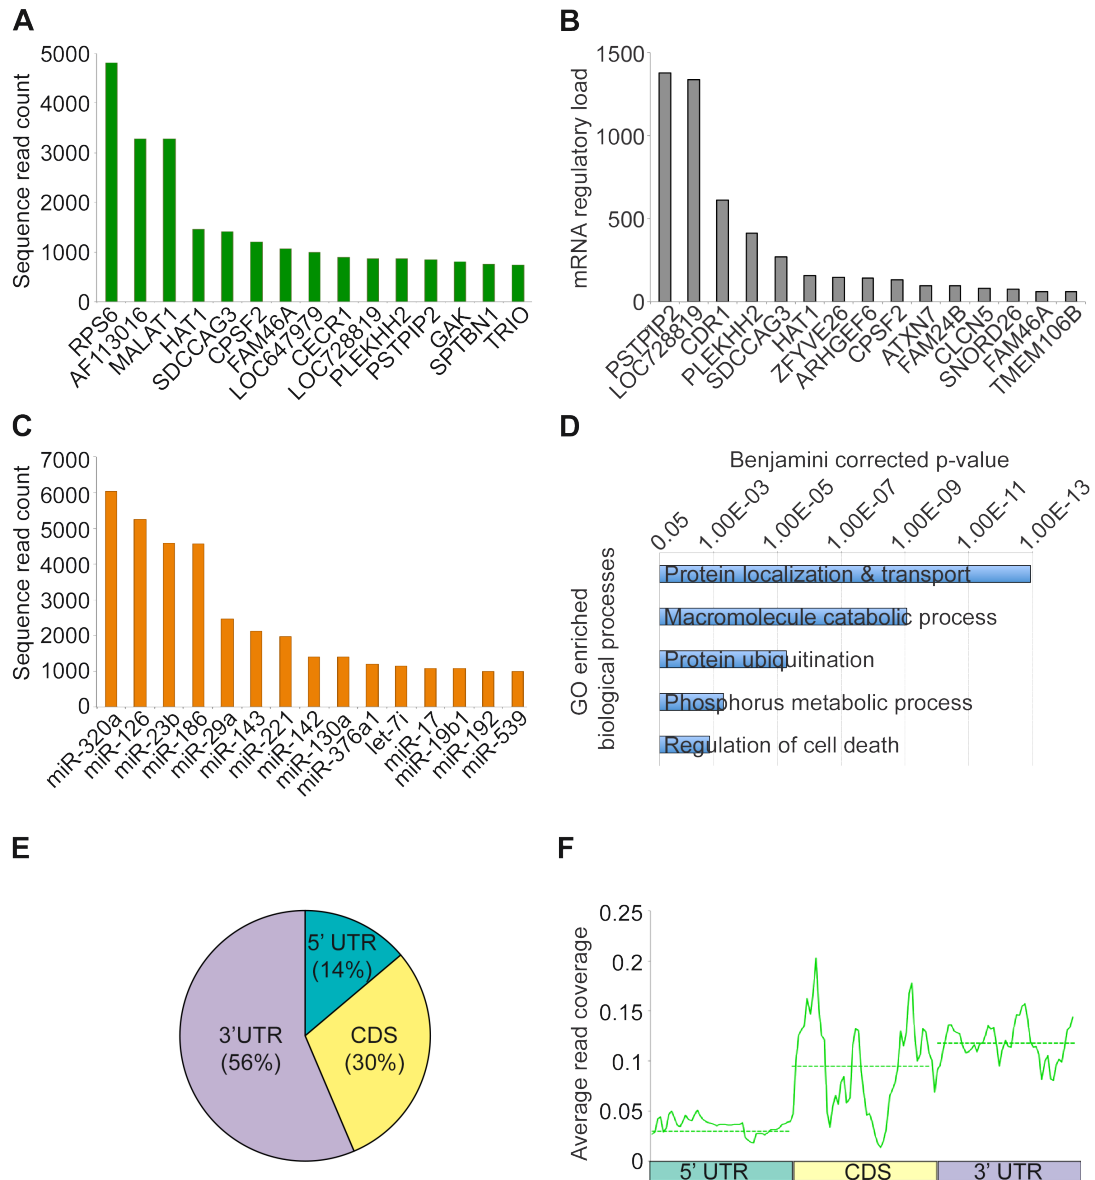 A
Sequence read count
5000
4000
3000
2000
1000
0
RPS6
AF113016
MALAT1
HAT1
SDCCAG3
CPSF2
FAM46A
LOC647979
CECR1
LOC728819
PLEKHH2
PSTPIP2
GAK
SPTBN1
TRIO
B
mRNA regulatory load
1500
1000
500
0
PSTPIP2
LOC728819
CDR1
PLEKHH2
SDCCAG3
HAT1
ZFYVE26
ARHGEF6
CPSF2
ATXN7
FAM24B
CLCN5
SNORD26
FAM46A
TMEM106B
C
Sequence read count
7000
6000
5000
4000
3000
2000
1000
0
miR-320a
miR-126
miR-23b
miR-186
miR-29a
miR-143
miR-221
miR-142
miR-130a
miR-376a1
let-7i
miR-17
miR-19b1
miR-192
miR-539
D
Benjamini corrected p-value
0.05
1.00E-03
1.00E-05
1.00E-07
1.00E-09
1.00E-11
1.00E-13
GO enriched
biological processes
Protein localization & transport
Macromolecule catabolic process
Protein ubiquitination
Phosphorus metabolic process
Regulation of cell death
E
5' UTR
(14%)
3'UTR
(56%)
CDS
(30%)
F
Average read coverage
0.25
0.2
0.15
0.1
0.05
0
5' UTR
CDS
3' UTR